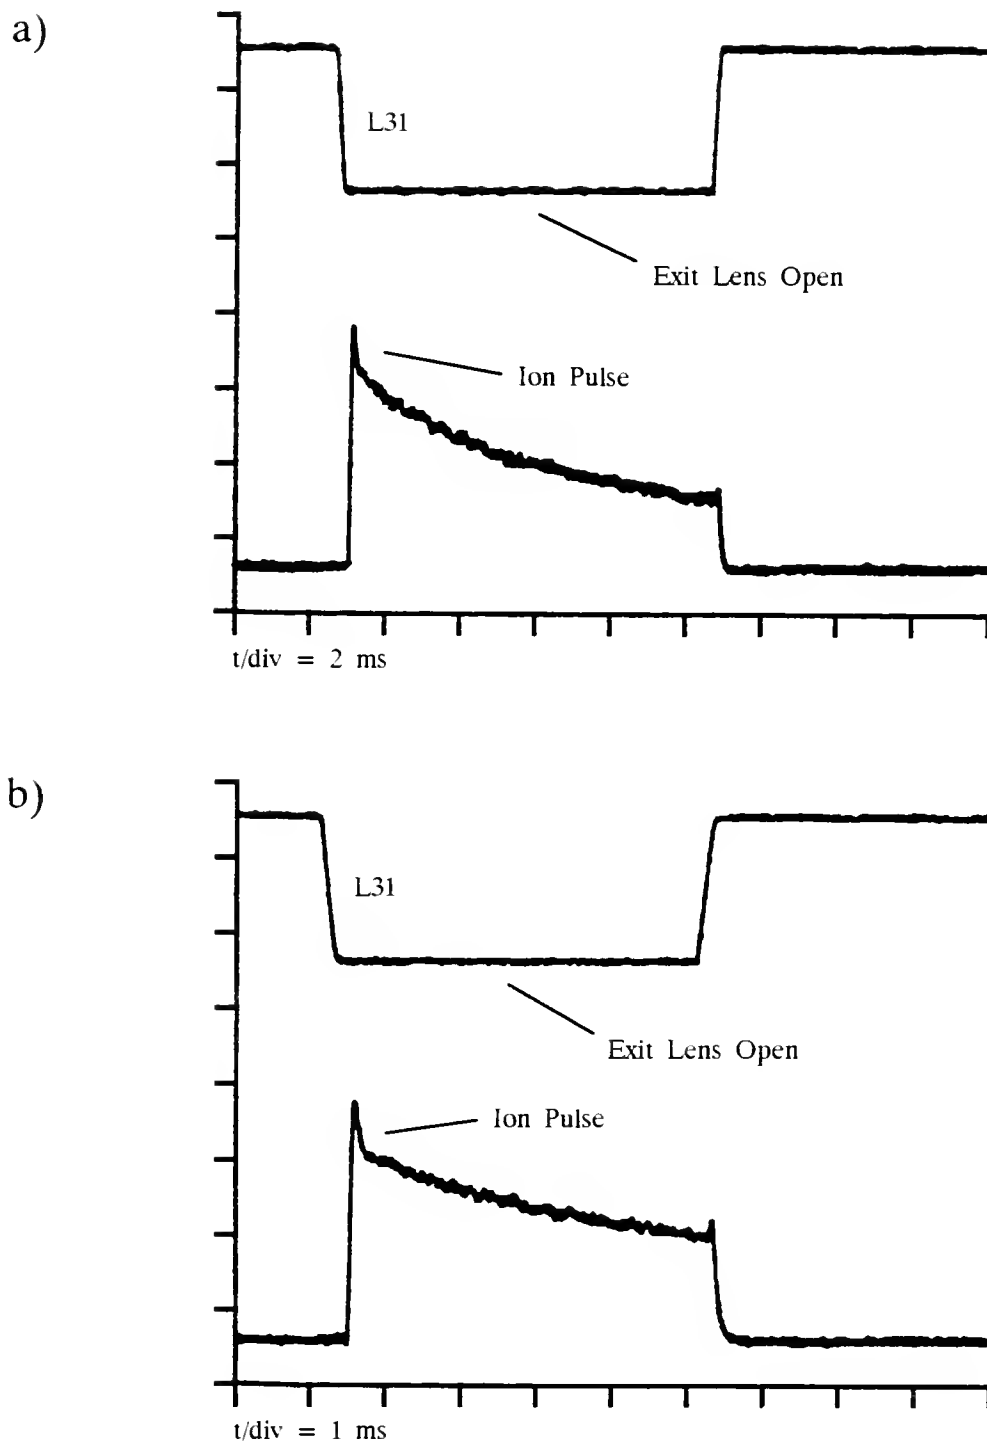 a)
L31
Exit Lens Open
Ion Pulse
t/div = 2 ms
b)
L31
Exit Lens Open
Ion Pulse
t/div = 1 ms